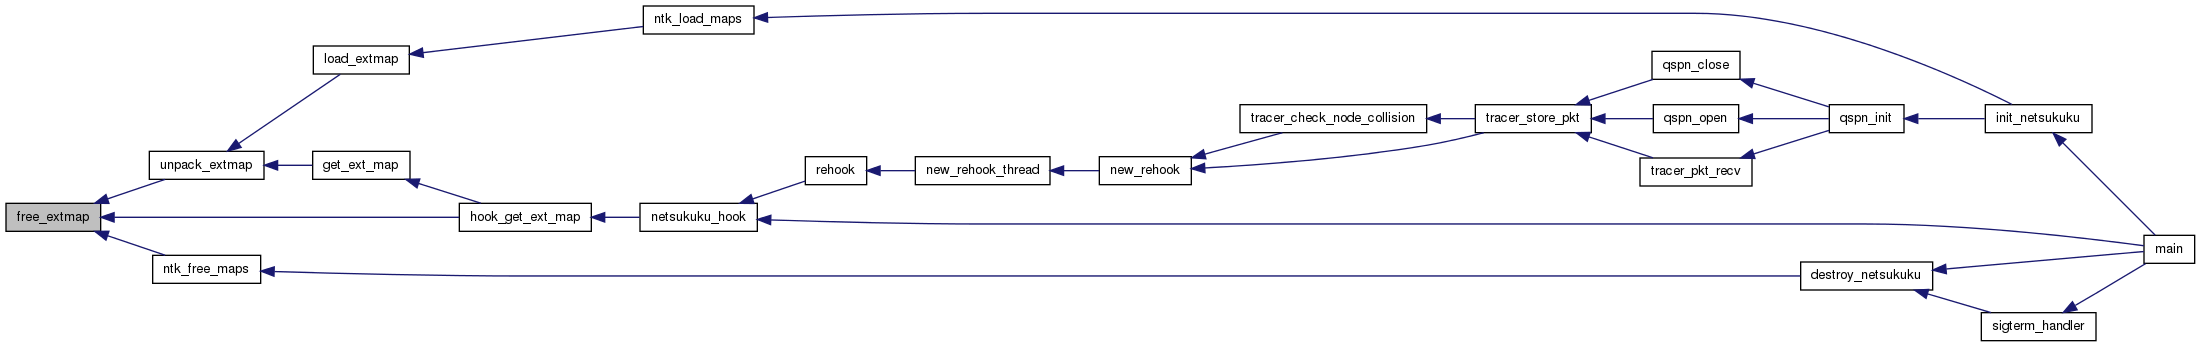 ntk_load_maps
load_extmap
qspn_close
tracer_check_node_collision
tracer_store_pkt
qspn_open
qspn_init
init_netsukuku
unpack_extmap
get_ext_map
rehook
new_rehook_thread
new_rehook
tracer_pkt_recv
free_extmap
hook_get_ext_map
netsukuku_hook
main
ntk_free_maps
destroy_netsukuku
sigterm_handler